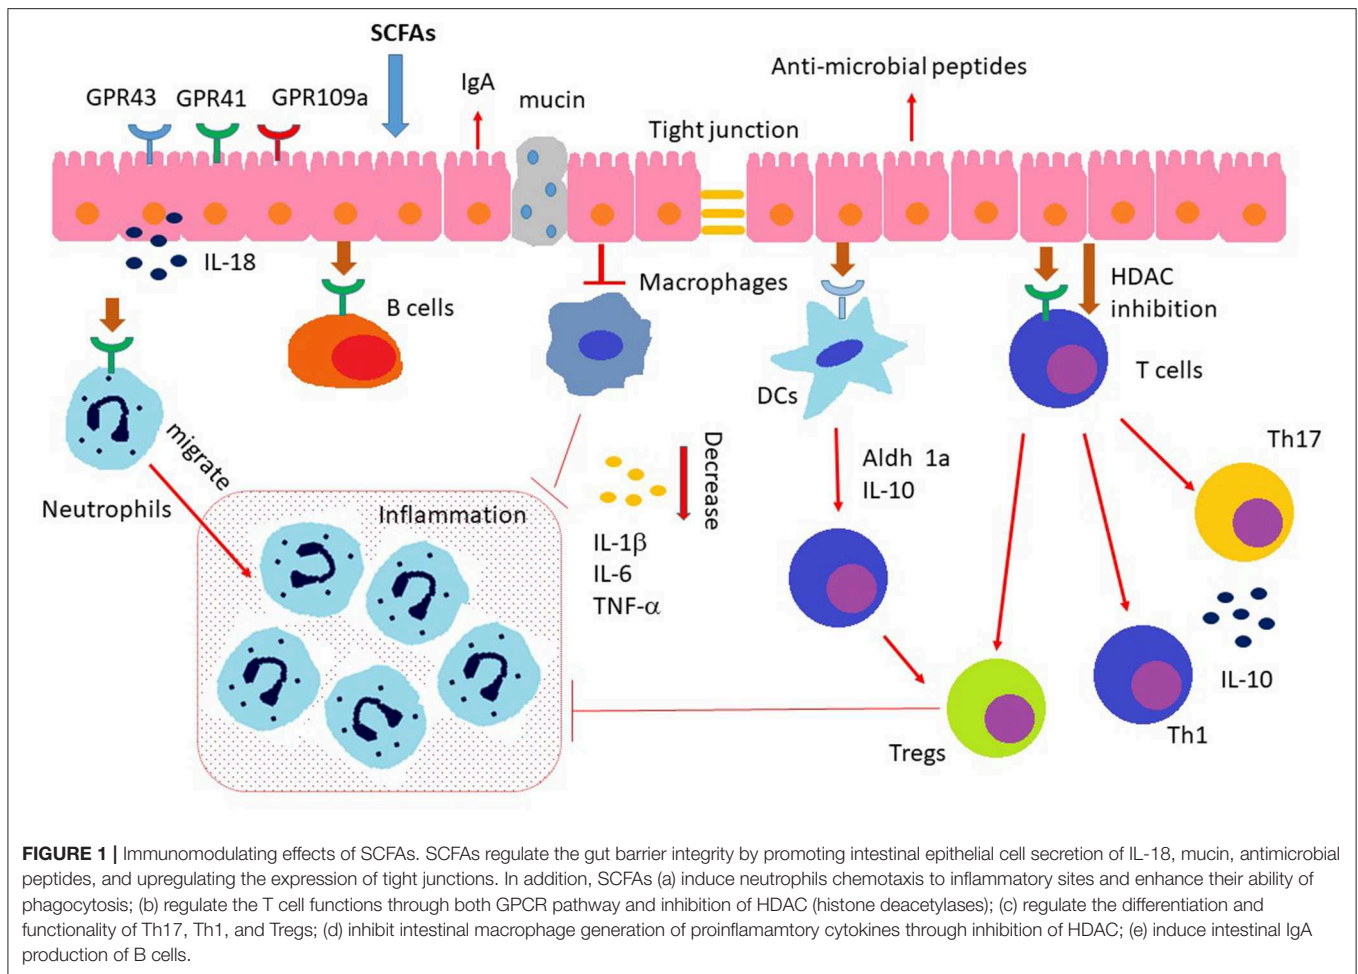 SCFAs
GPR43
GPR41
GPR109a
IgA
mucin
Tight junction
Anti-microbial peptides
IL-18
B cells
Macrophages
DCs
HDAC
inhibition
T cells
migrate
Neutrophils
Inflammation
Decrease
IL-1β
IL-6
TNF-α
Aldh 1a
IL-10
Th17
IL-10
Th1
Tregs
FIGURE 1 | Immunomodulating effects of SCFAs. SCFAs regulate the gut barrier integrity by promoting intestinal epithelial cell secretion of IL-18, mucin, antimicrobial
peptides, and upregulating the expression of tight junctions. In addition, SCFAs (a) induce neutrophils chemotaxis to inflammatory sites and enhance their ability of
phagocytosis; (b) regulate the T cell functions through both GPCR pathway and inhibition of HDAC (histone deacetylases); (c) regulate the differentiation and
functionality of Th17, Th1, and Tregs; (d) inhibit intestinal macrophage generation of proinflamamtory cytokines through inhibition of HDAC; (e) induce intestinal IgA
production of B cells.